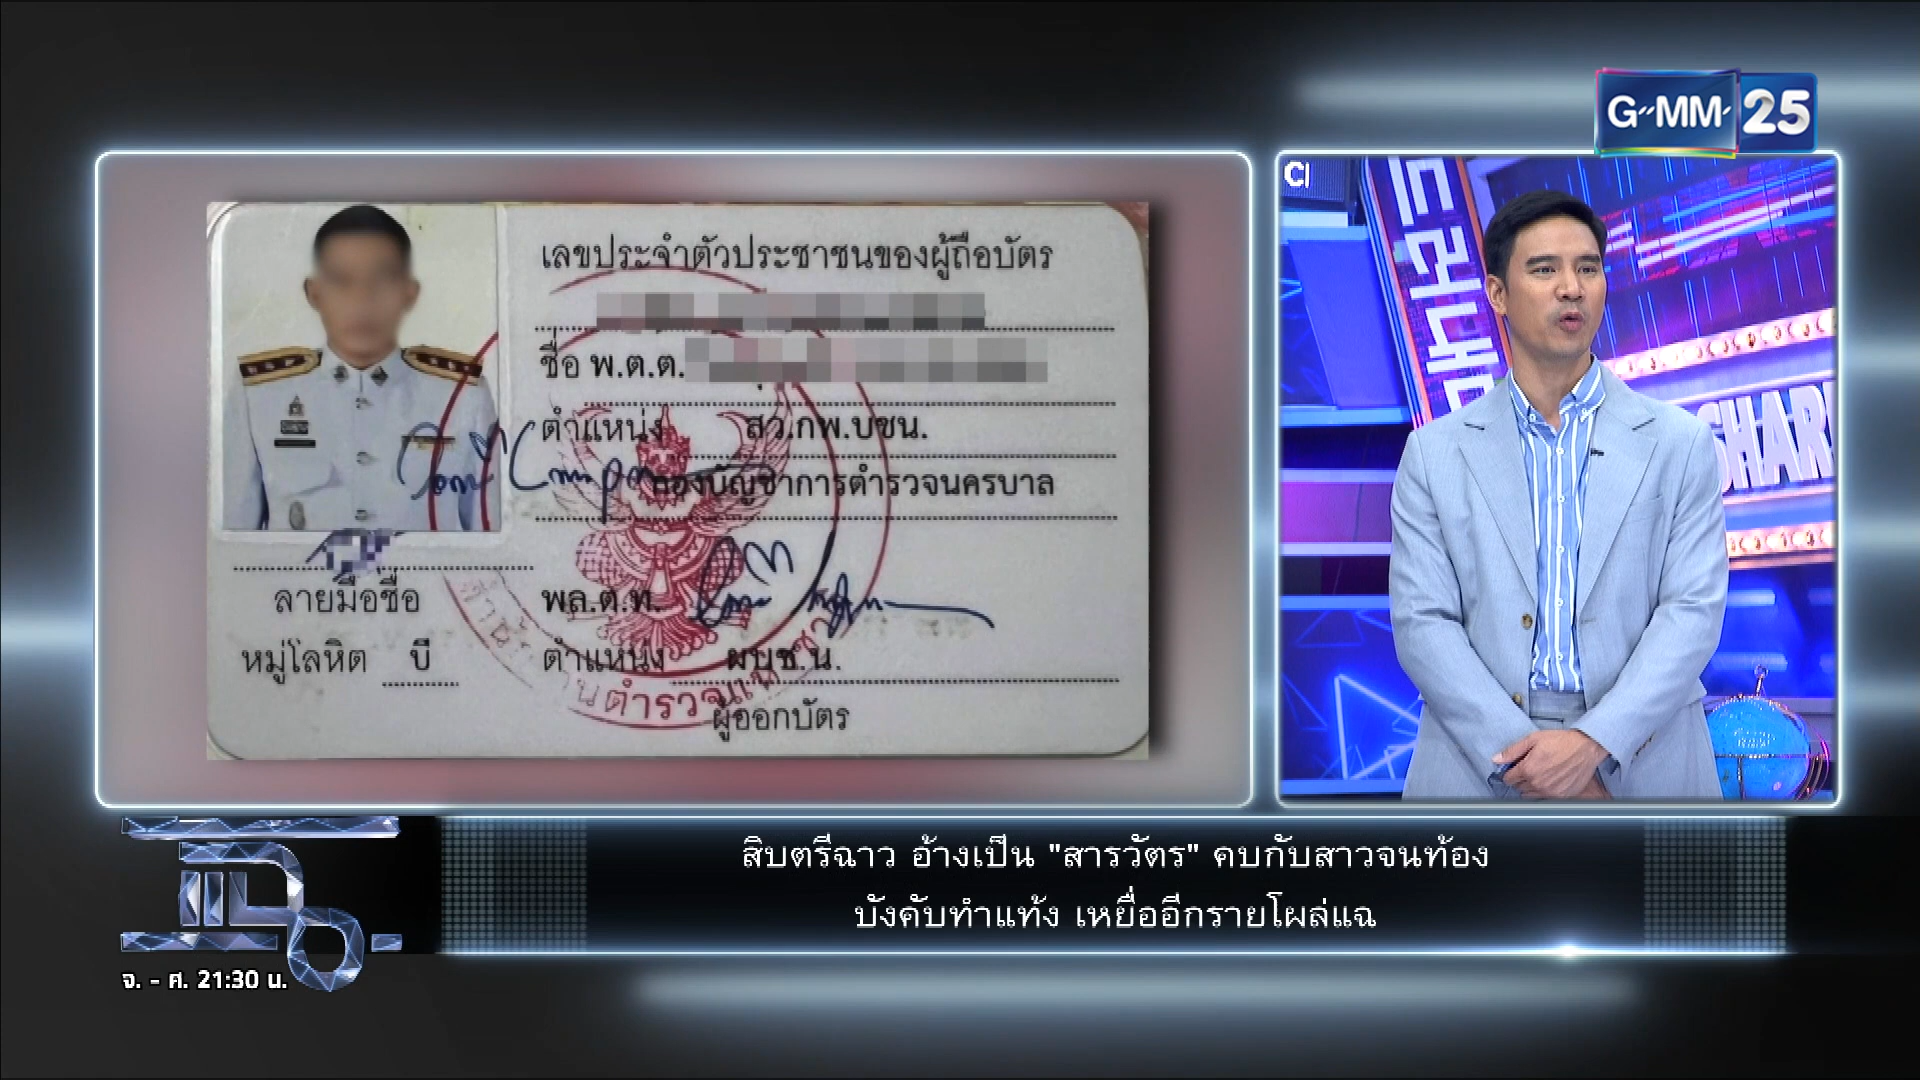 G-MM 25
เลขประจำตัวประชาชนของผู้ถือบัตร
ชื่อ พ.ต.ต.
ตำแหน่ง สว.กพ.บชน.
กองบัญชาการตำรวจนครบาล
ลายมือชื่อ
พล.ต.ท.
หมู่โลหิต บี
ตำแหน่ง ผบช.น.
ผู้ออกบัตร
SHAR
แฉ
สิบตรีฉาว อ้างเป็น "สารวัตร" คบกับสาวจนท้อง
บังคับทำแท้ง เหยื่ออีกรายโผล่แฉ
จ. - ศ. 21:30 น.